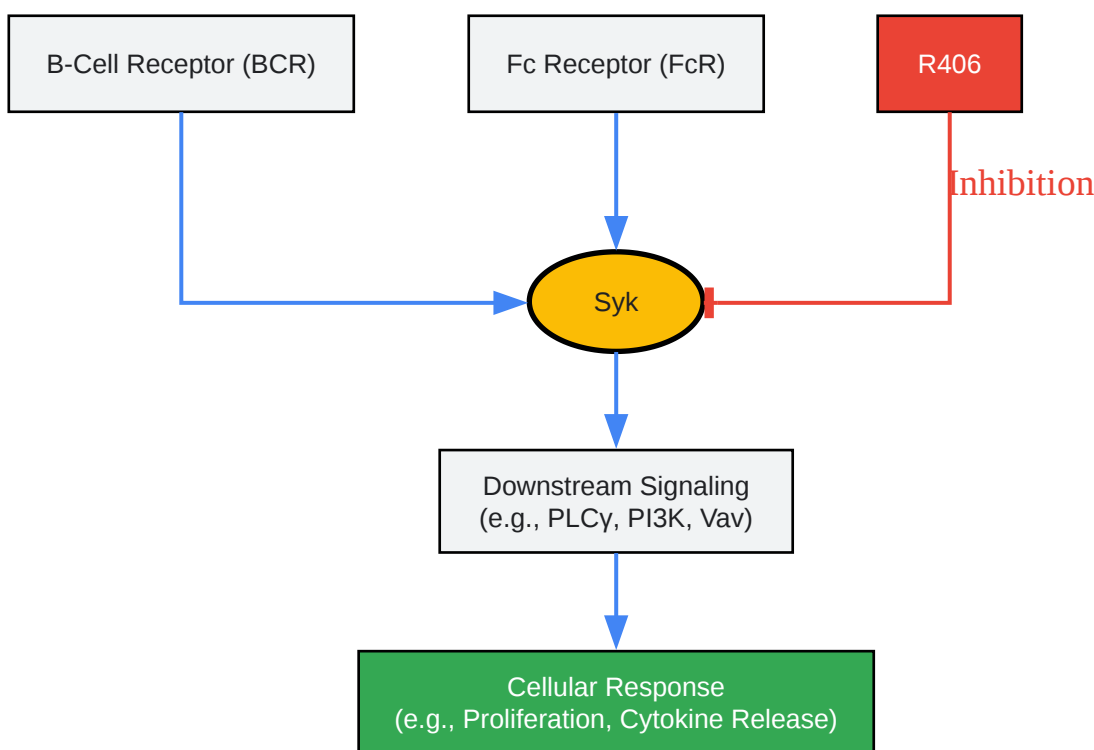 B-Cell Receptor (BCR)
Fc Receptor (FcR)
R406
Inhibition
Syk
Downstream Signaling
(e.g., PLCγ, PI3K, Vav)
Cellular Response
(e.g., Proliferation, Cytokine Release)